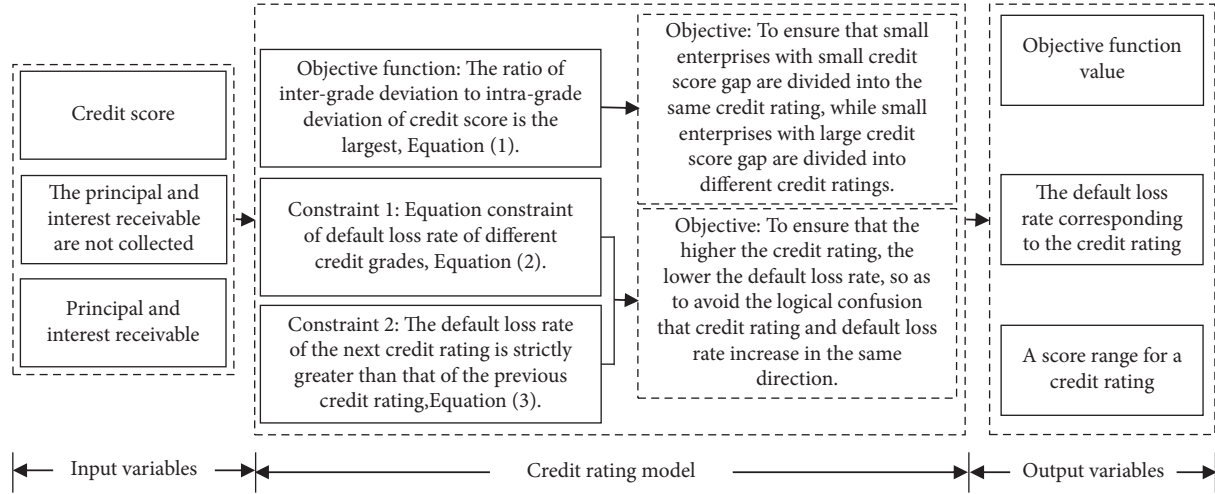 Credit score
The principal and
interest receivable
are not collected
Principal and
interest receivable
Objective function: The ratio of
inter-grade deviation to intra-grade
deviation of credit score is the
largest, Equation (1).
Constraint 1: Equation constraint
of default loss rate of different
credit grades, Equation (2).
Constraint 2: The default loss rate
of the next credit rating is strictly
greater than that of the previous
credit rating,Equation (3).
Objective: To ensure that small
enterprises with small credit
score gap are divided into the
same credit rating, while small
enterprises with large credit
score gap are divided into
different credit ratings.
Objective: To ensure that the
higher the credit rating, the
lower the default loss rate, so as
to avoid the logical confusion
that credit rating and default loss
rate increase in the same
direction.
Objective function
value
The default loss
rate corresponding
to the credit rating
A score range for a
credit rating
Input variables
Credit rating model
Output variables